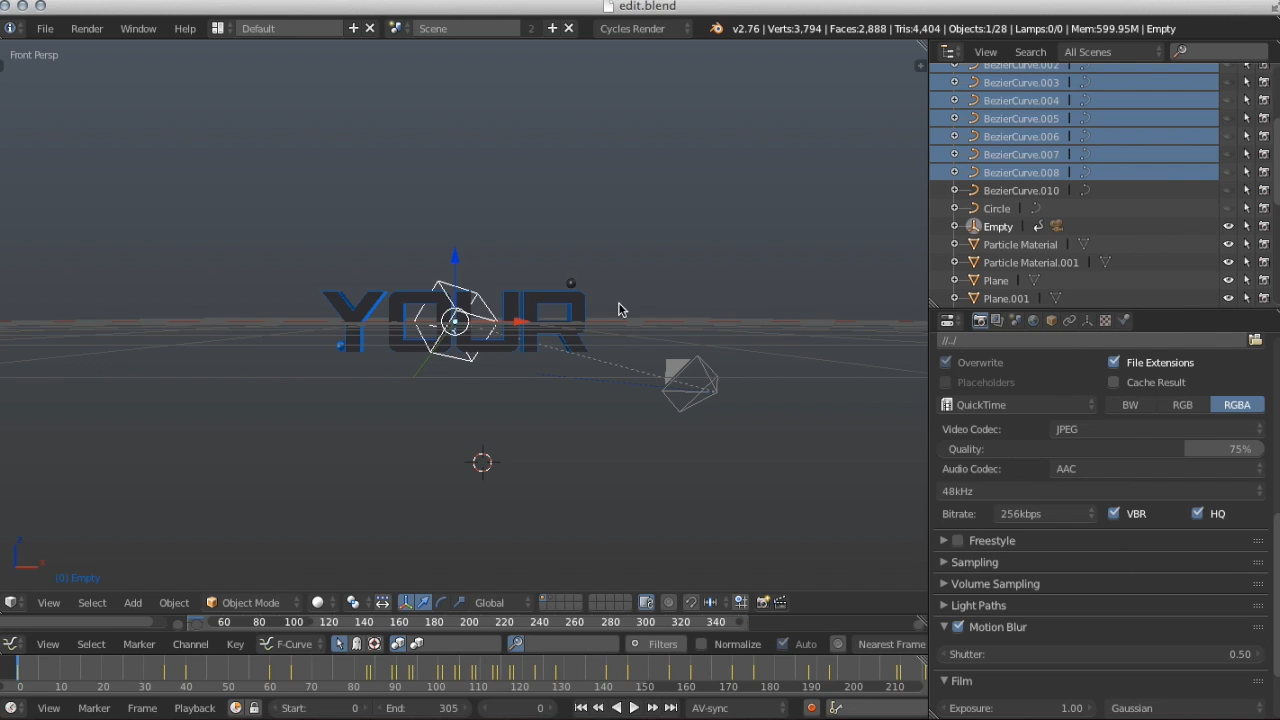 edit.blend
File Render Window Help Default Scene 2 Cycles Render v2.76 | Verts:3,794 | Faces:2,888 | Tris:4,404 | Objects:1/28 | Lamps:0/0 | Mem:599.95M | Empty
Front Persp
View Search All Scenes
BezierCurve.002
BezierCurve.003
BezierCurve.004
BezierCurve.005
BezierCurve.006
BezierCurve.007
BezierCurve.008
BezierCurve.010
Circle
Empty
Particle Material
Particle Material.001
Plane
Plane.001
YOUR
//../
Overwrite File Extensions
Placeholders Cache Result
QuickTime BW RGB RGBA
Video Codec: JPEG
Quality: 75%
Audio Codec: AAC
48kHz
Bitrate: 256kbps VBR HQ
Freestyle
Sampling
Volume Sampling
Light Paths
Motion Blur
Shutter: 0.50
Film
Exposure: 1.00 Gaussian
z
x
(0) Empty
View Select Add Object Object Mode Global
60 80 100 120 140 160 180 200 220 240 260 280 300 320 340
View Select Marker Channel Key F-Curve Filters Normalize Auto Nearest Frame
0 10 20 30 40 50 60 70 80 90 100 110 120 130 140 150 160 170 180 190 200 210
View Marker Frame Playback Start: 0 End: 305 0 AV-sync